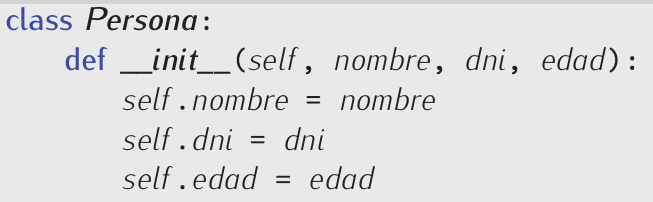 class Persona:
    def __init__(self, nombre, dni, edad):
        self.nombre = nombre
        self.dni = dni
        self.edad = edad